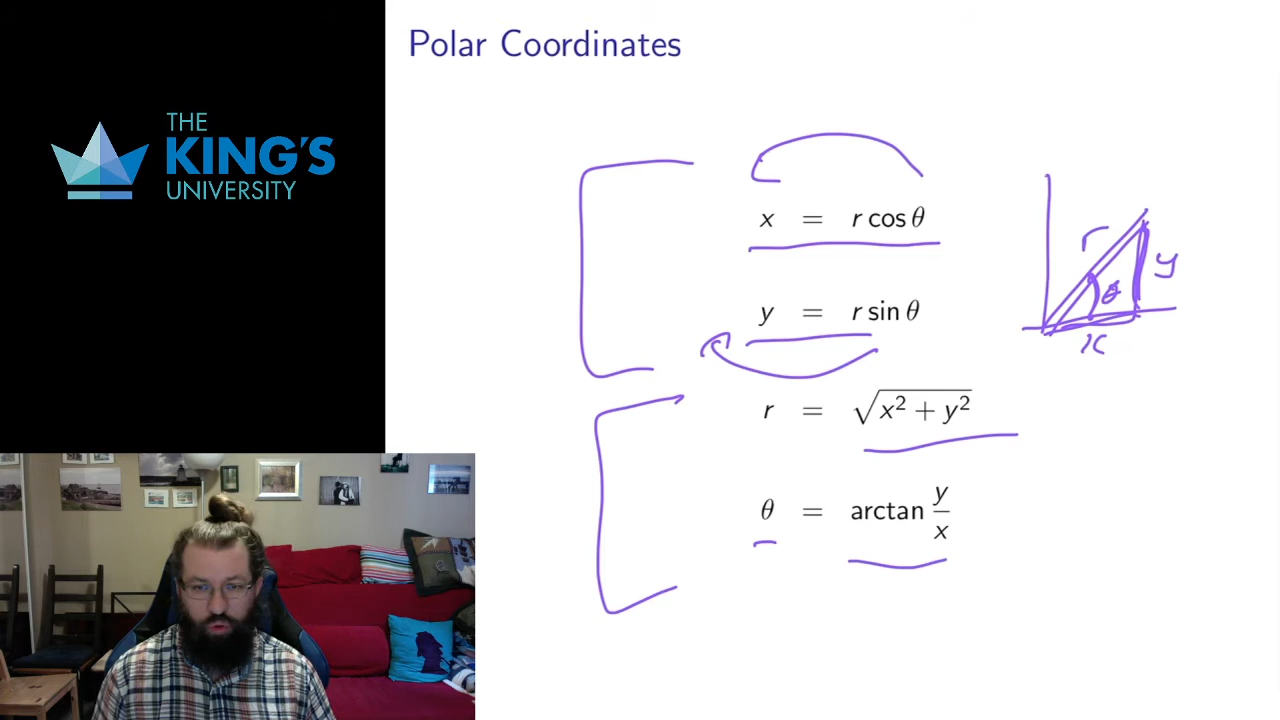 THE
KING'S
UNIVERSITY
Polar Coordinates
x = r cos θ
y = r sin θ
r = √(x² + y²)
θ = arctan y/x
r
θ
y
x